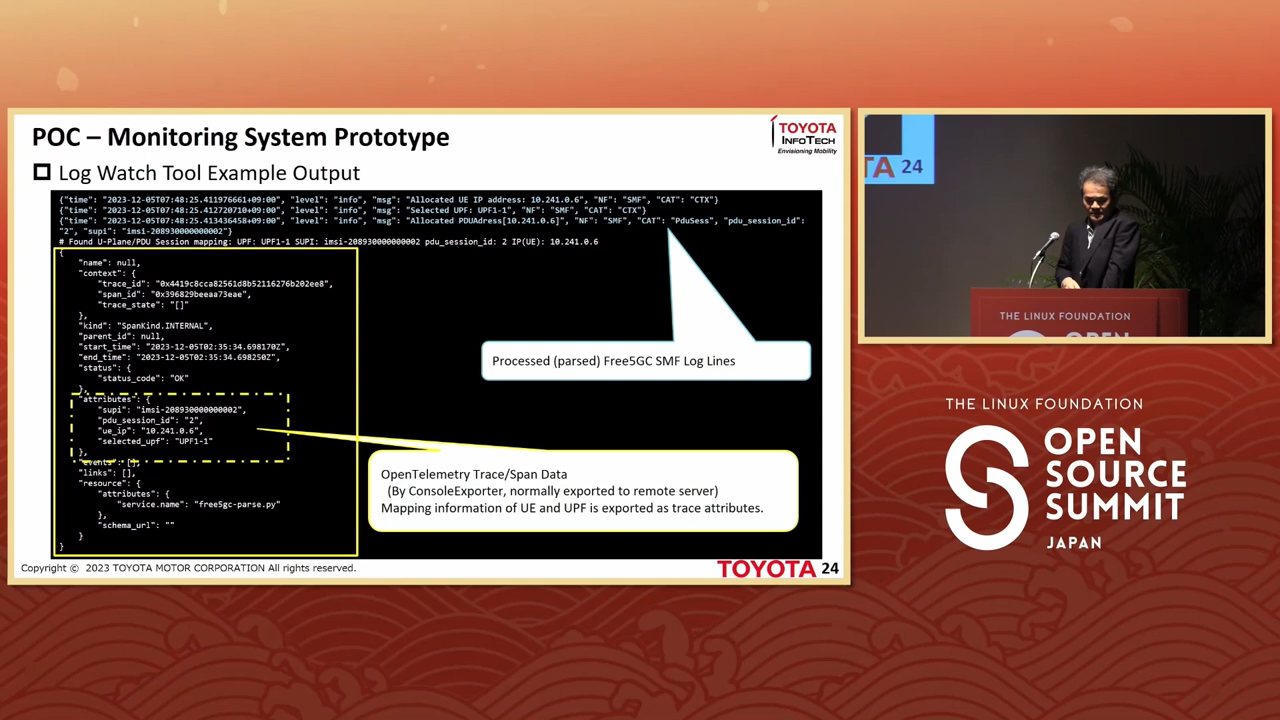 POC – Monitoring System Prototype
TOYOTA
INFOTECH
Envisioning Mobility
Log Watch Tool Example Output
{"time": "2023-12-05T07:48:25.411976661+09:00", "level": "info", "msg": "Allocated UE IP address: 10.241.0.6", "NF": "SMF", "CAT": "CTX"}
{"time": "2023-12-05T07:48:25.412720710+09:00", "level": "info", "msg": "Selected UPF: UPF1-1", "NF": "SMF", "CAT": "CTX"}
{"time": "2023-12-05T07:48:25.413436458+09:00", "level": "info", "msg": "Allocated PDUAdress[10.241.0.6]", "NF": "SMF", "CAT": "PduSess", "pdu_session_id":
"2", "supi": "imsi-208930000000002"}
# Found U-Plane/PDU Session mapping: UPF: UPF1-1 SUPI: imsi-208930000000002 pdu_session_id: 2 IP(UE): 10.241.0.6
{
"name": null,
"context": {
"trace_id": "0x4419c8cca82561d8b52116276b202ee8",
"span_id": "0x396829beeaa73eae",
"trace_state": "[]"
},
"kind": "SpanKind.INTERNAL",
"parent_id": null,
"start_time": "2023-12-05T02:35:34.698170Z",
"end_time": "2023-12-05T02:35:34.698250Z",
"status": {
"status_code": "OK"
},
"attributes": {
"supi": "imsi-208930000000002",
"pdu_session_id": "2",
"ue_ip": "10.241.0.6",
"selected_upf": "UPF1-1"
},
"events": [],
"links": [],
"resource": {
"attributes": {
"service.name": "free5gc-parse.py"
},
"schema_url": ""
}
}
Processed (parsed) Free5GC SMF Log Lines
OpenTelemetry Trace/Span Data
(By ConsoleExporter, normally exported to remote server)
Mapping information of UE and UPF is exported as trace attributes.
Copyright © 2023 TOYOTA MOTOR CORPORATION All rights reserved.
TOYOTA 24
TA 24
THE LINUX FOUNDATION
OPEN
THE LINUX FOUNDATION
OPEN
SOURCE
SUMMIT
JAPAN